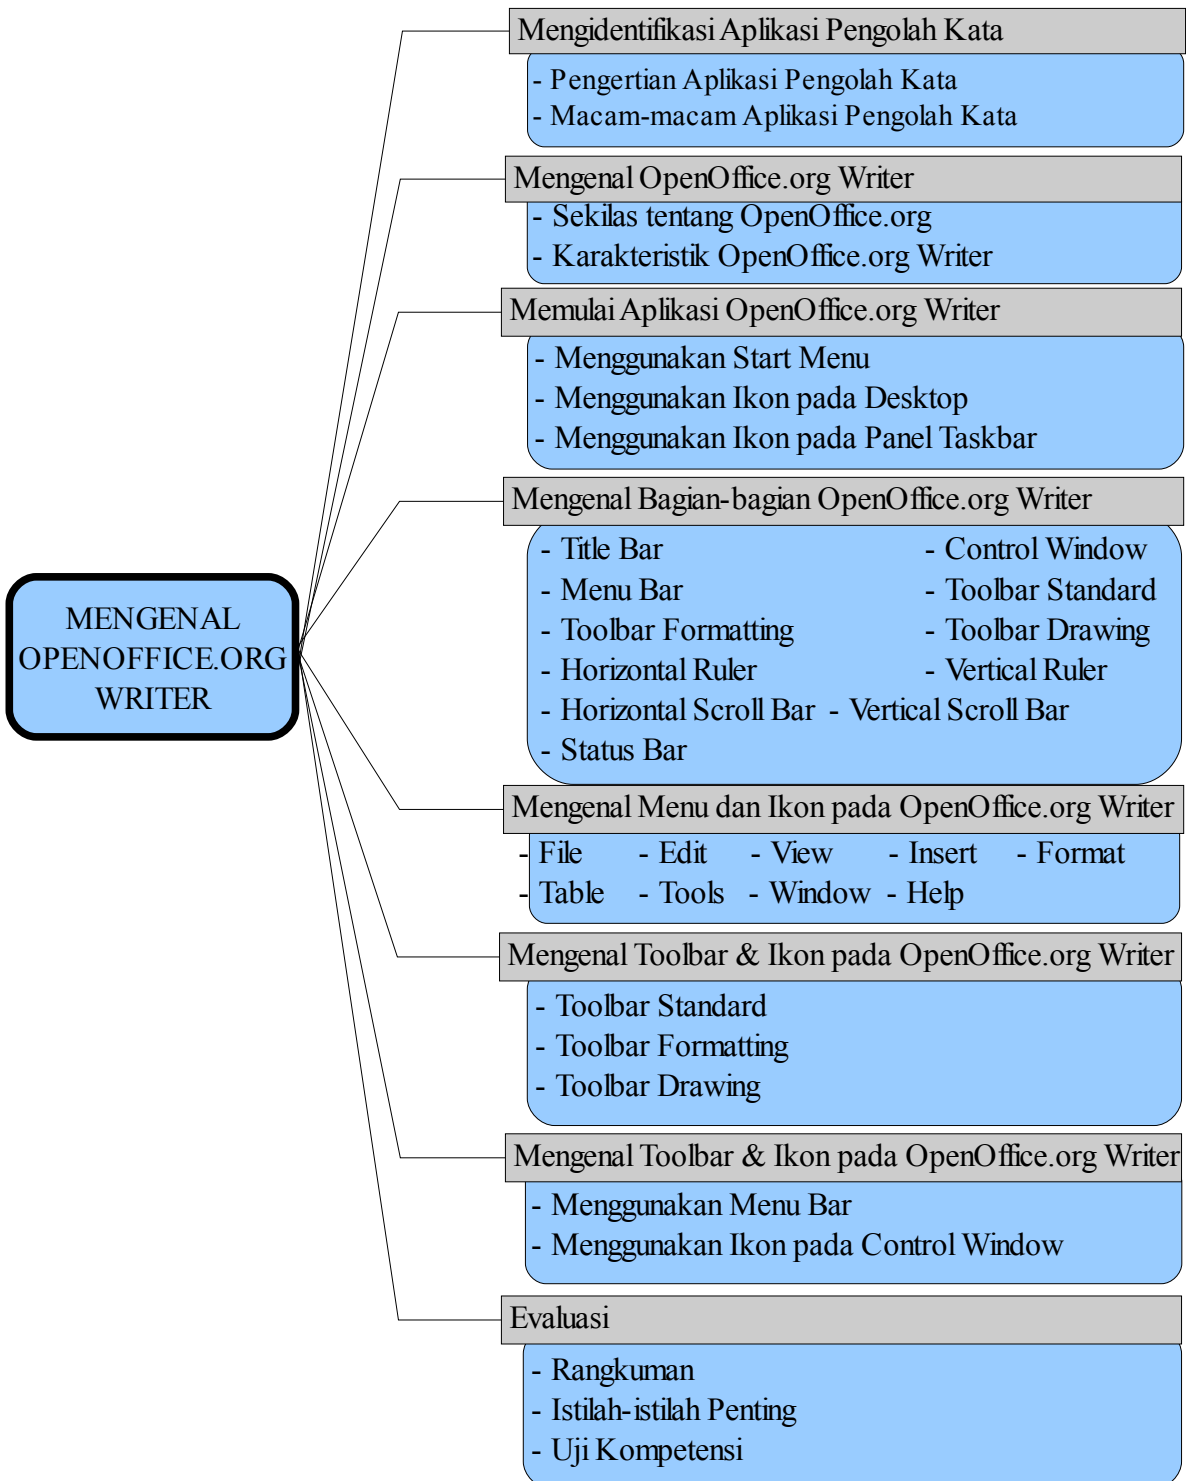 Mengidentifikasi Aplikasi Pengolah Kata
- Pengertian Aplikasi Pengolah Kata
- Macam-macam Aplikasi Pengolah Kata
Mengenal OpenOffice.org Writer
- Sekilas tentang OpenOffice.org
- Karakteristik OpenOffice.org Writer
Memulai Aplikasi OpenOffice.org Writer
- Menggunakan Start Menu
- Menggunakan Ikon pada Desktop
- Menggunakan Ikon pada Panel Taskbar
Mengenal Bagian-bagian OpenOffice.org Writer
- Title Bar - Control Window
- Menu Bar - Toolbar Standard
- Toolbar Formatting - Toolbar Drawing
- Horizontal Ruler - Vertical Ruler
- Horizontal Scroll Bar - Vertical Scroll Bar
- Status Bar
MENGENAL
OPENOFFICE.ORG
WRITER
Mengenal Menu dan Ikon pada OpenOffice.org Writer
- File - Edit - View - Insert - Format
- Table - Tools - Window - Help
Mengenal Toolbar & Ikon pada OpenOffice.org Writer
- Toolbar Standard
- Toolbar Formatting
- Toolbar Drawing
Mengenal Toolbar & Ikon pada OpenOffice.org Writer
- Menggunakan Menu Bar
- Menggunakan Ikon pada Control Window
Evaluasi
- Rangkuman
- Istilah-istilah Penting
- Uji Kompetensi